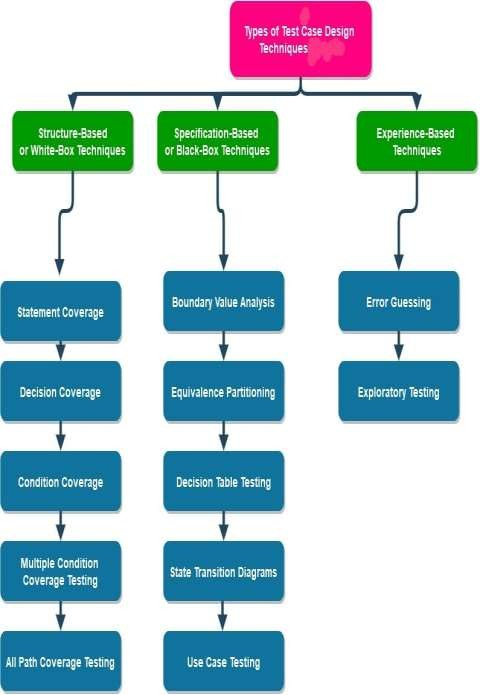 Types of Test Case Design
Techniques
Structure-Based
or White-Box Techniques
Specification-Based
or Black-Box Techniques
Experience-Based
Techniques
Statement Coverage
Decision Coverage
Condition Coverage
Multiple Condition
Coverage Testing
All Path Coverage Testing
Boundary Value Analysis
Equivalence Partitioning
Decision Table Testing
State Transition Diagrams
Use Case Testing
Error Guessing
Exploratory Testing